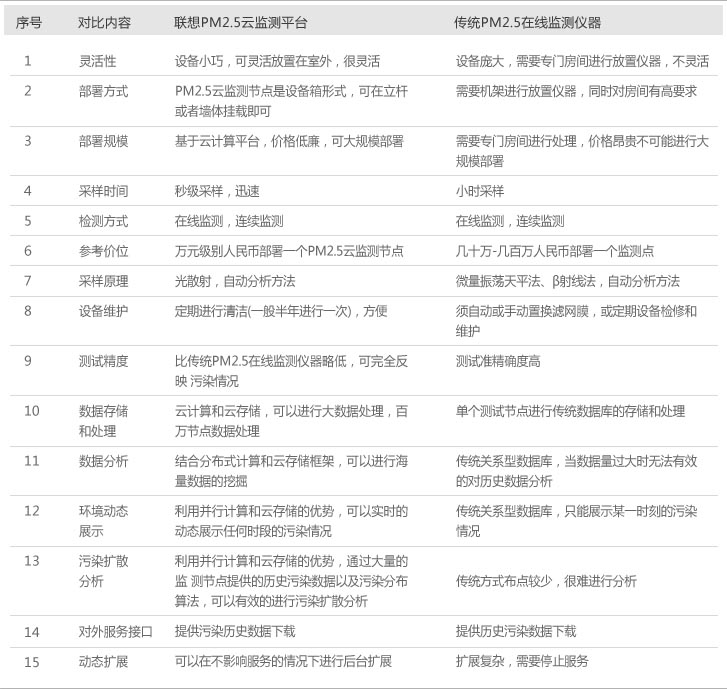 序号 对比内容 联想PM2.5云监测平台 传统PM2.5在线监测仪器
1 灵活性 设备小巧，可灵活放置在室外，很灵活 设备庞大，需要专门房间进行放置仪器，不灵活
2 部署方式 PM2.5云监测节点是设备箱形式，可在立杆 需要机架进行放置仪器，同时对房间有高要求
或者墙体挂载即可
3 部署规模 基于云计算平台，价格低廉，可大规模部署 需要专门房间进行处理，价格昂贵不可能进行大
规模部署
4 采样时间 秒级采样，迅速 小时采样
5 检测方式 在线监测，连续监测 在线监测，连续监测
6 参考价位 万元级别人民币部署一个PM2.5云监测节点 几十万-几百万人民币部署一个监测点
7 采样原理 光散射，自动分析方法 微量振荡天平法、β射线法，自动分析方法
8 设备维护 定期进行清洁(一般半年进行一次)，方便 须自动或手动置换滤网膜，或定期设备检修和
维护
9 测试精度 比传统PM2.5在线监测仪器略低，可完全反 测试准精确度高
映 污染情况
10 数据存储 云计算和云存储，可以进行大数据处理，百 单个测试节点进行传统数据库的存储和处理
和处理 万节点数据处理
11 数据分析 结合分布式计算和云存储框架，可以进行海 传统关系型数据库，当数据量过大时无法有效
量数据的挖掘 的对历史数据分析
12 环境动态 利用并行计算和云存储的优势，可以实时的 传统关系型数据库，只能展示某一时刻的污染
展示 动态展示任何时段的污染情况 情况
13 污染扩散 利用并行计算和云存储的优势，通过大量的
分析 监 测节点提供的历史污染数据以及污染分布 传统方式布点较少，很难进行分析
算法，可以有效的进行污染扩散分析
14 对外服务接口 提供污染历史数据下载 提供历史污染数据下载
15 动态扩展 可以在不影响服务的情况下进行后台扩展 扩展复杂，需要停止服务